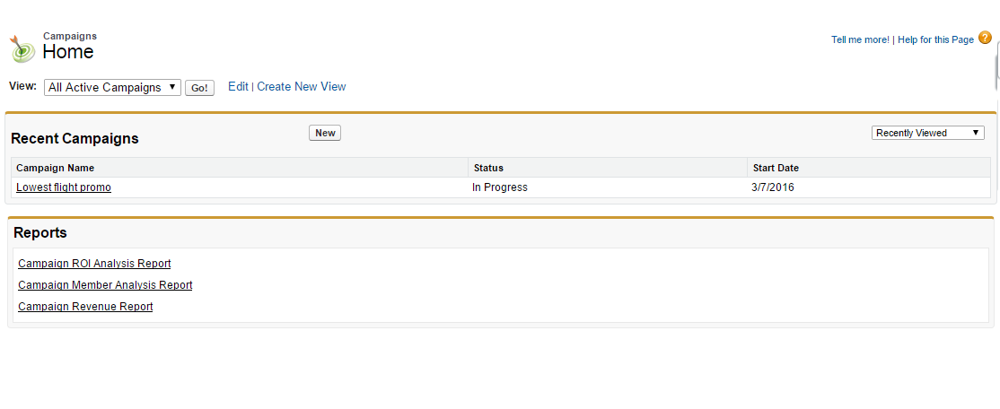 Campaigns
Home
Tell me more! | Help for this Page ?
View: All Active Campaigns Go! Edit | Create New View
Recent Campaigns New Recently Viewed
Campaign Name Status Start Date
Lowest flight promo In Progress 3/7/2016
Reports
Campaign ROI Analysis Report
Campaign Member Analysis Report
Campaign Revenue Report